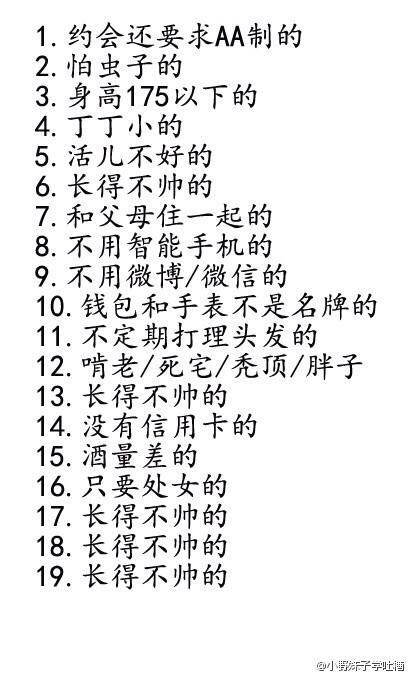 1. 约会还要求AA制的
2. 怕虫子的
3. 身高175以下的
4. 丁丁小的
5. 活儿不好的
6. 长得不帅的
7. 和父母住一起的
8. 不用智能手机的
9. 不用微博/微信的
10. 钱包和手表不是名牌的
11. 不定期打理头发的
12. 啃老/死宅/秃顶/胖子
13. 长得不帅的
14. 没有信用卡的
15. 酒量差的
16. 只要处女的
17. 长得不帅的
18. 长得不帅的
19. 长得不帅的
@小野妹子学吐槽